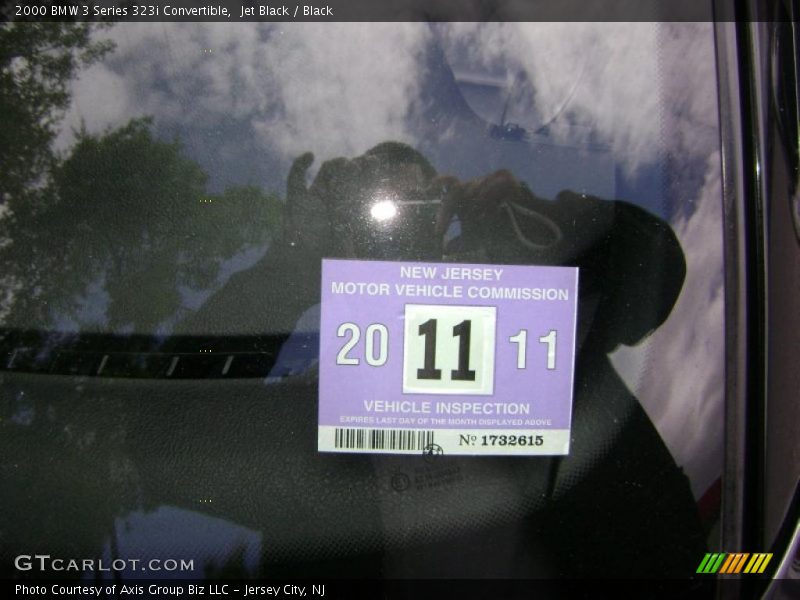 2000 BMW 3 Series 323i Convertible, Jet Black / Black
NEW JERSEY
MOTOR VEHICLE COMMISSION
20 11 11
VEHICLE INSPECTION
EXPIRES LAST DAY OF THE MONTH DISPLAYED ABOVE
Nº 1732615
GTCARLOT.COM
Photo Courtesy of Axis Group Biz LLC - Jersey City, NJ